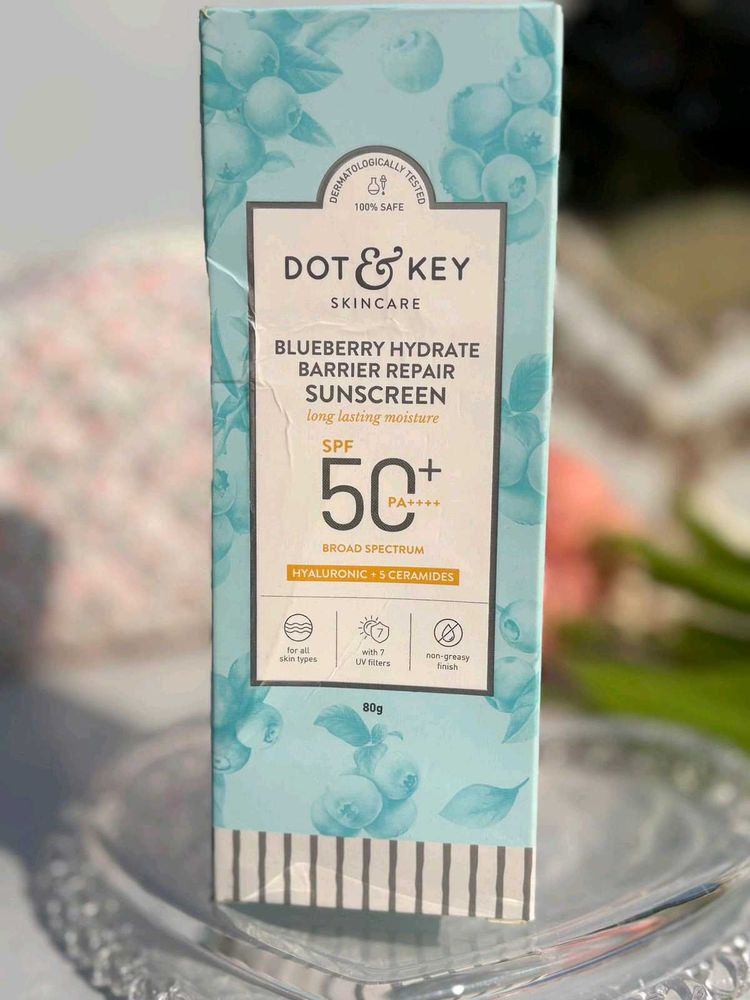 DERMATOLOGICALLY TESTED
100% SAFE
DOT & KEY
SKINCARE
BLUEBERRY HYDRATE
BARRIER REPAIR
SUNSCREEN
long lasting moisture
SPF
50+
PA++++
BROAD SPECTRUM
HYALURONIC + 5 CERAMIDES
for all
skin types
7
with 7
UV filters
non-greasy
finish
80g